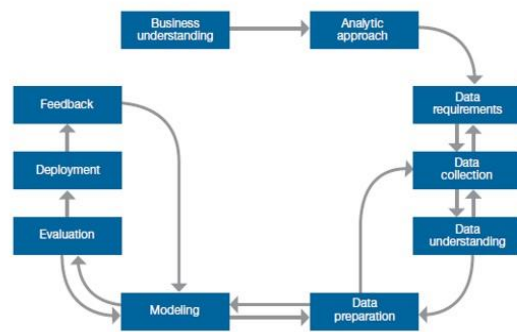 Business
understanding
Analytic
approach
Data
requirements
Data
collection
Data
understanding
Data
preparation
Modeling
Evaluation
Deployment
Feedback